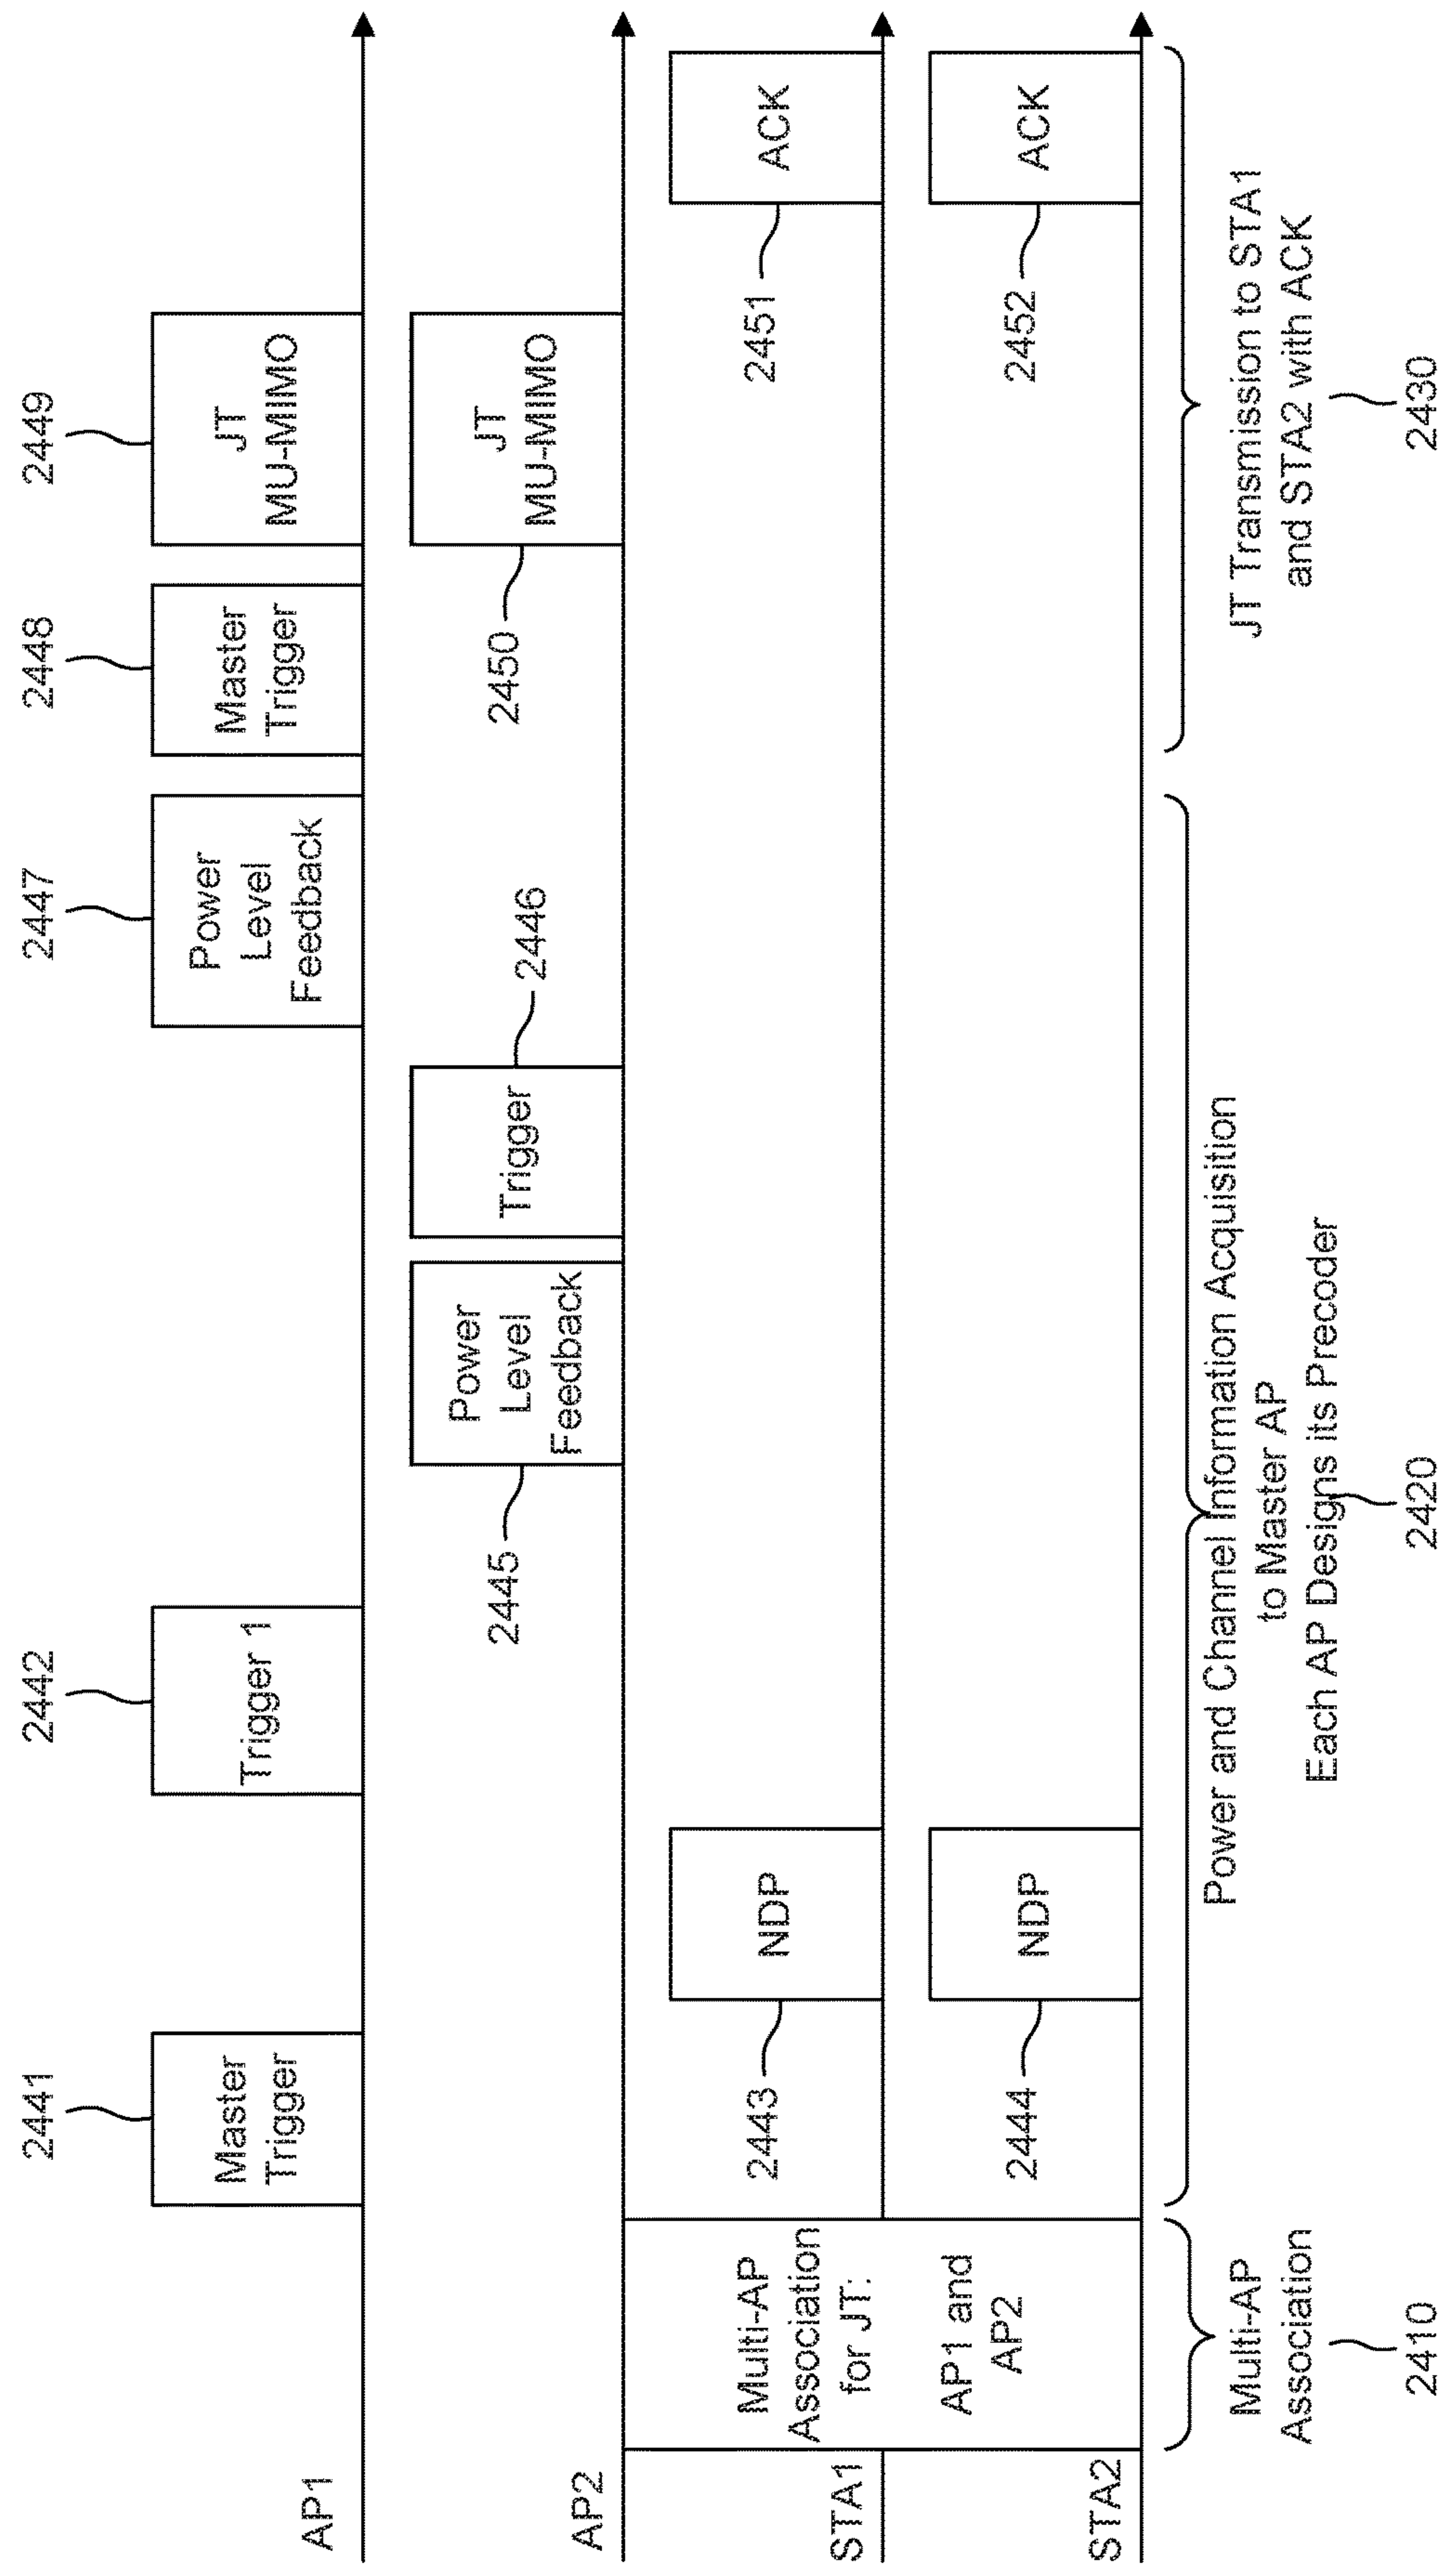 2441
2442
2447
2448
2449
Master
Trigger
Trigger 1
Power
Level
Feedback
Master
Trigger
JT
MU-MIMO
AP1
2445
Power
Level
Feedback
Trigger
2446
2450
JT
MU-MIMO
AP2
Multi-AP
Association
for JT:
AP1 and
AP2
2443
NDP
2451
ACK
STA1
2444
NDP
2452
ACK
STA2
Multi-AP
Association
2410
Power and Channel Information Acquisition
to Master AP
Each AP Designs its Precoder
2420
JT Transmission to STA1
and STA2 with ACK
2430